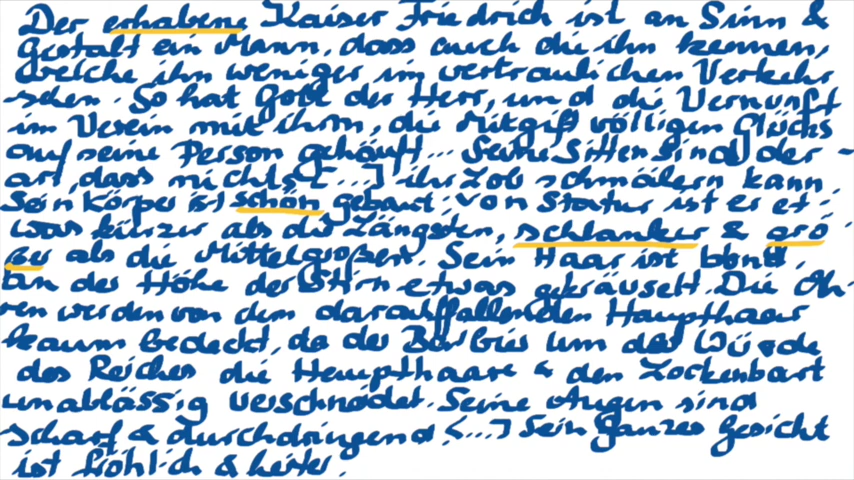 Der erhabene Kaiser Friedrich ist an Sinn &
Gestalt ein Mann, dass auch die ihn kennen,
welche ihn weniger im vertraulichen Verkehr
sehen. So hat Gott der Herr, und die Vernunft
im Verein mit ihm, die Mitgift völligen Glücks
auf seine Person gehäuft... Seine Sitten sind der-
art, dass nichts [...] ihr Lob schmälern kann.
Sein Körper ist schön gebaut; von Statur ist er et-
was kürzer als die Längsten, schlanker & grö-
ßer als die Mittelgroßen. Sein Haar ist blond,
an der Höhe der Stirn etwas gekräuselt. Die Oh-
ren werden von dem darauffallenden Haupthaar
kaum bedeckt, da der Barbier um der Würde
des Reiches die Haupthaare & den Lockenbart
unablässig verschneidet. Seine Augen sind
scharf & durchdringend [...] Sein ganzes Gesicht
ist fröhlich & heiter.